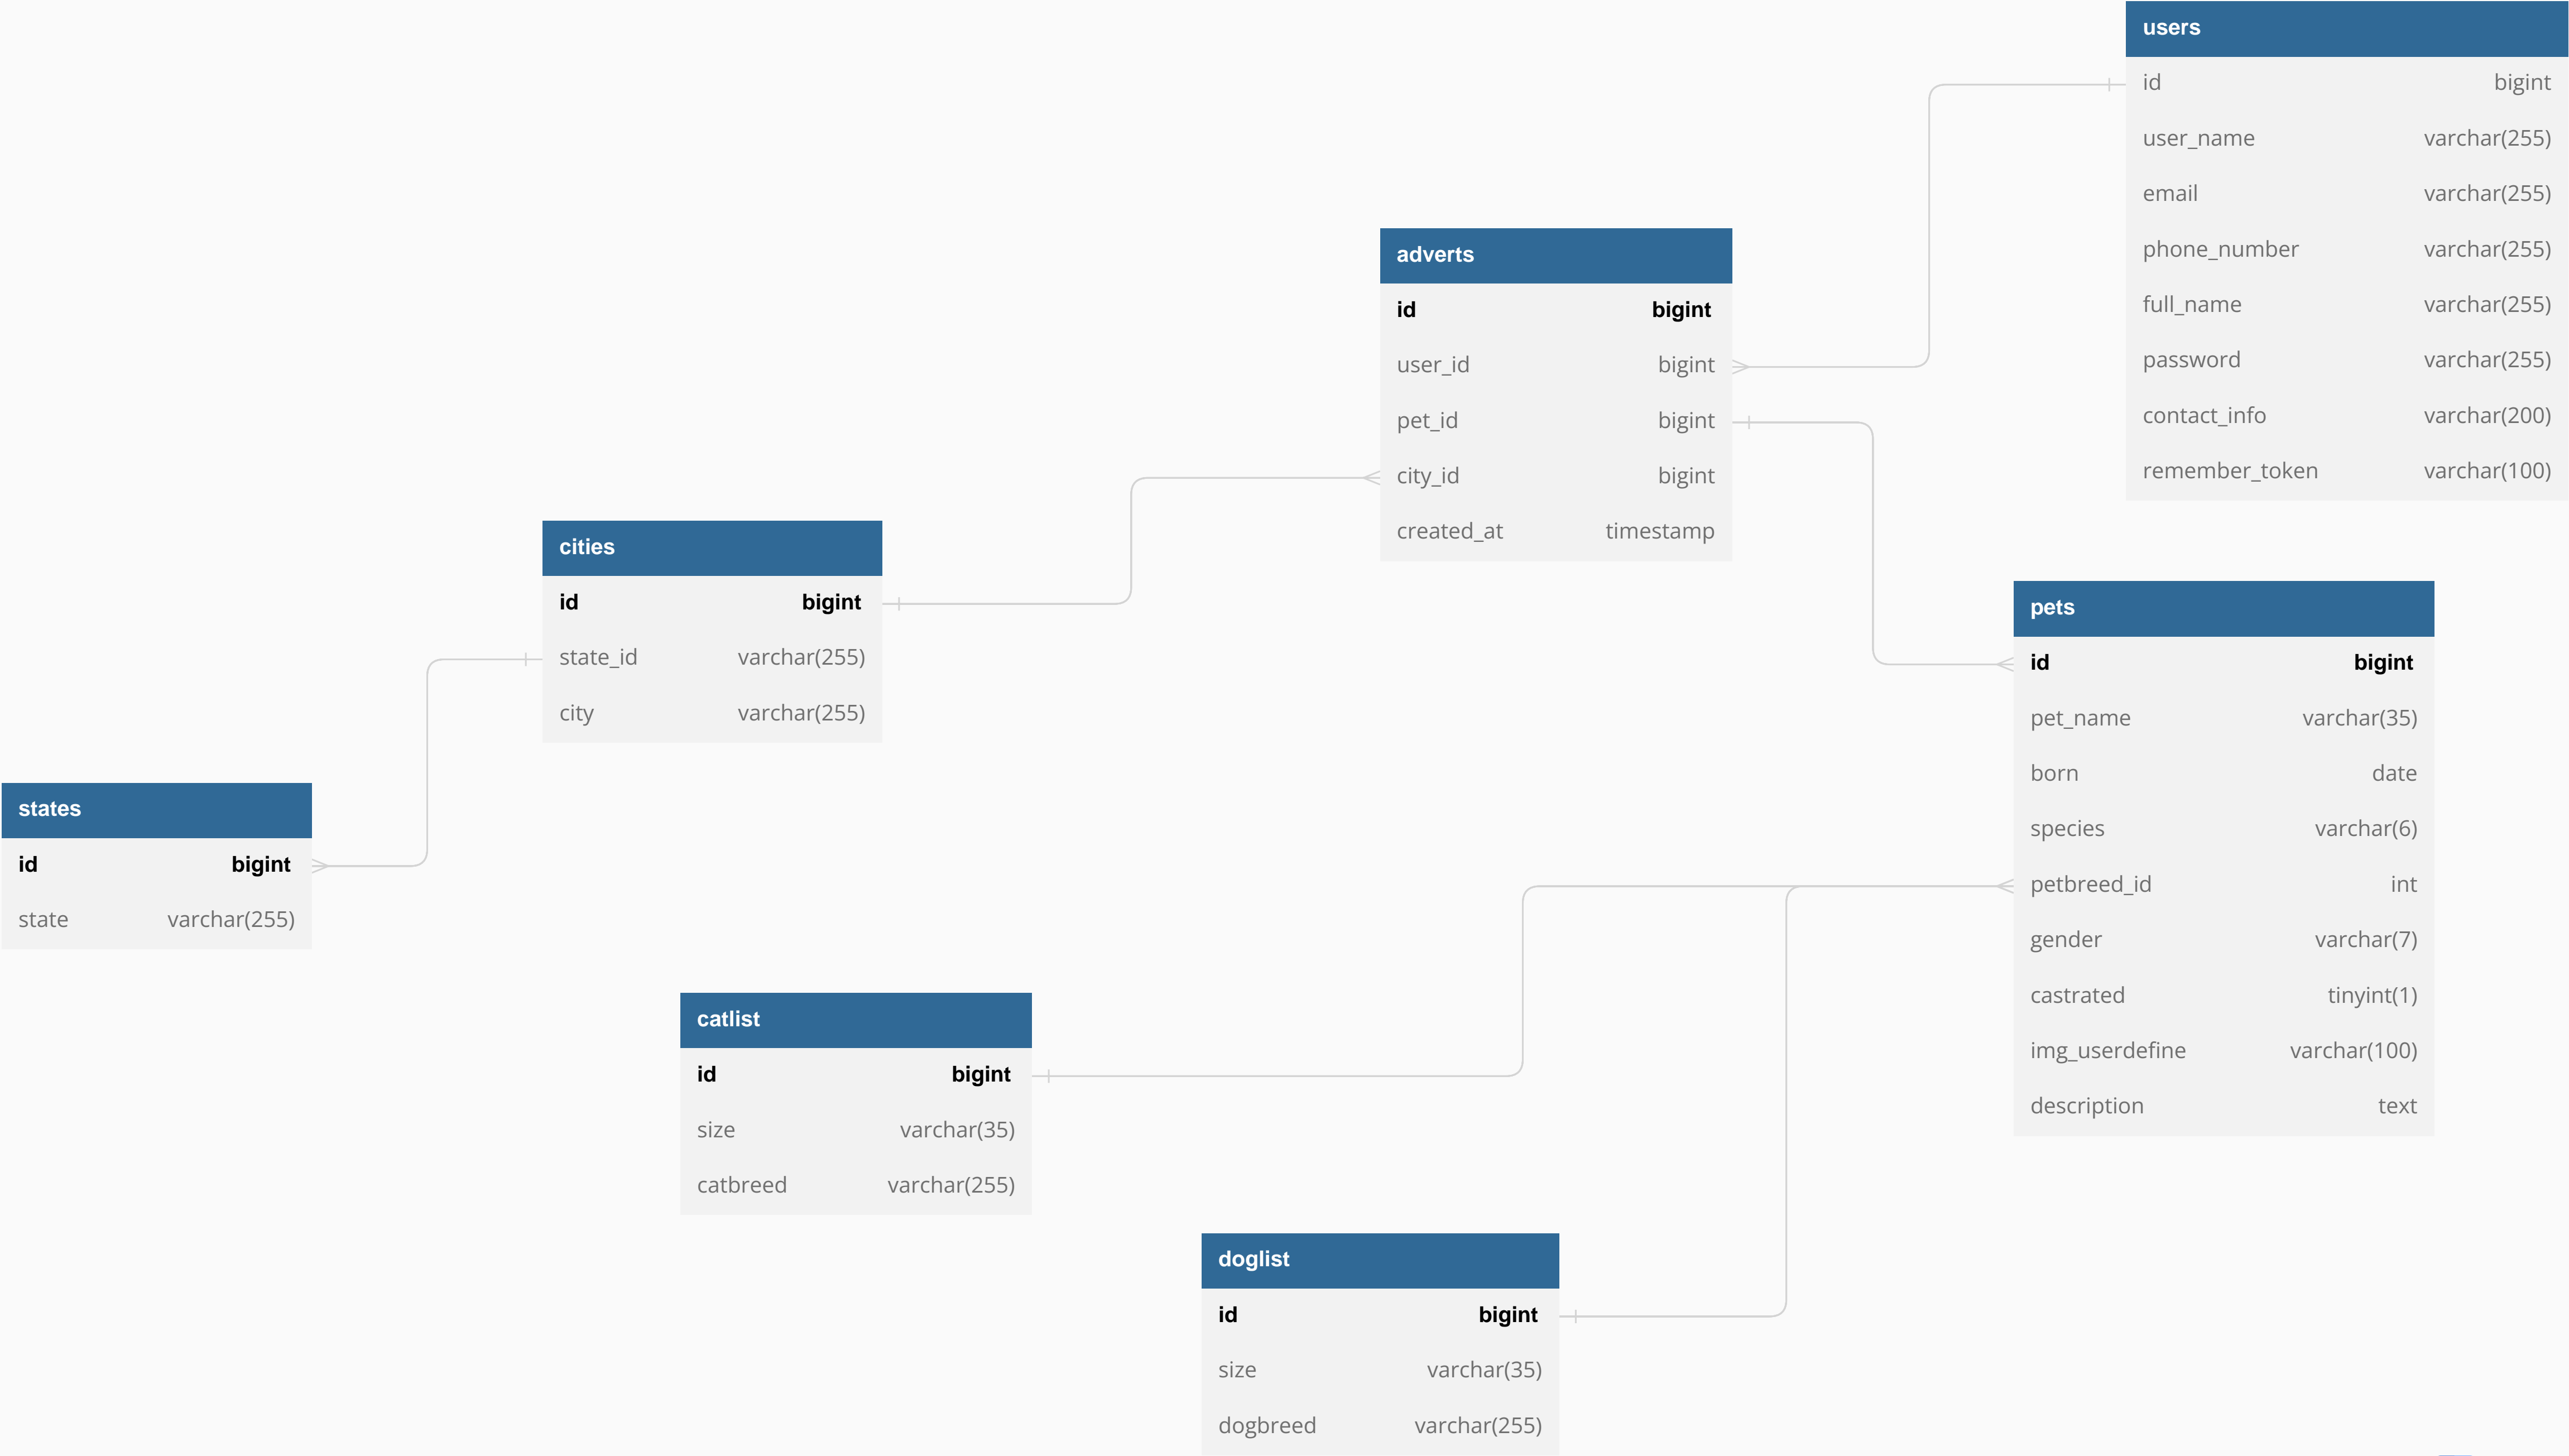 users
id bigint
user_name varchar(255)
email varchar(255)
phone_number varchar(255)
full_name varchar(255)
password varchar(255)
contact_info varchar(200)
remember_token varchar(100)
adverts
id bigint
user_id bigint
pet_id bigint
city_id bigint
created_at timestamp
cities
id bigint
state_id varchar(255)
city varchar(255)
pets
id bigint
pet_name varchar(35)
born date
species varchar(6)
petbreed_id int
gender varchar(7)
castrated tinyint(1)
img_userdefine varchar(100)
description text
states
id bigint
state varchar(255)
catlist
id bigint
size varchar(35)
catbreed varchar(255)
doglist
id bigint
size varchar(35)
dogbreed varchar(255)